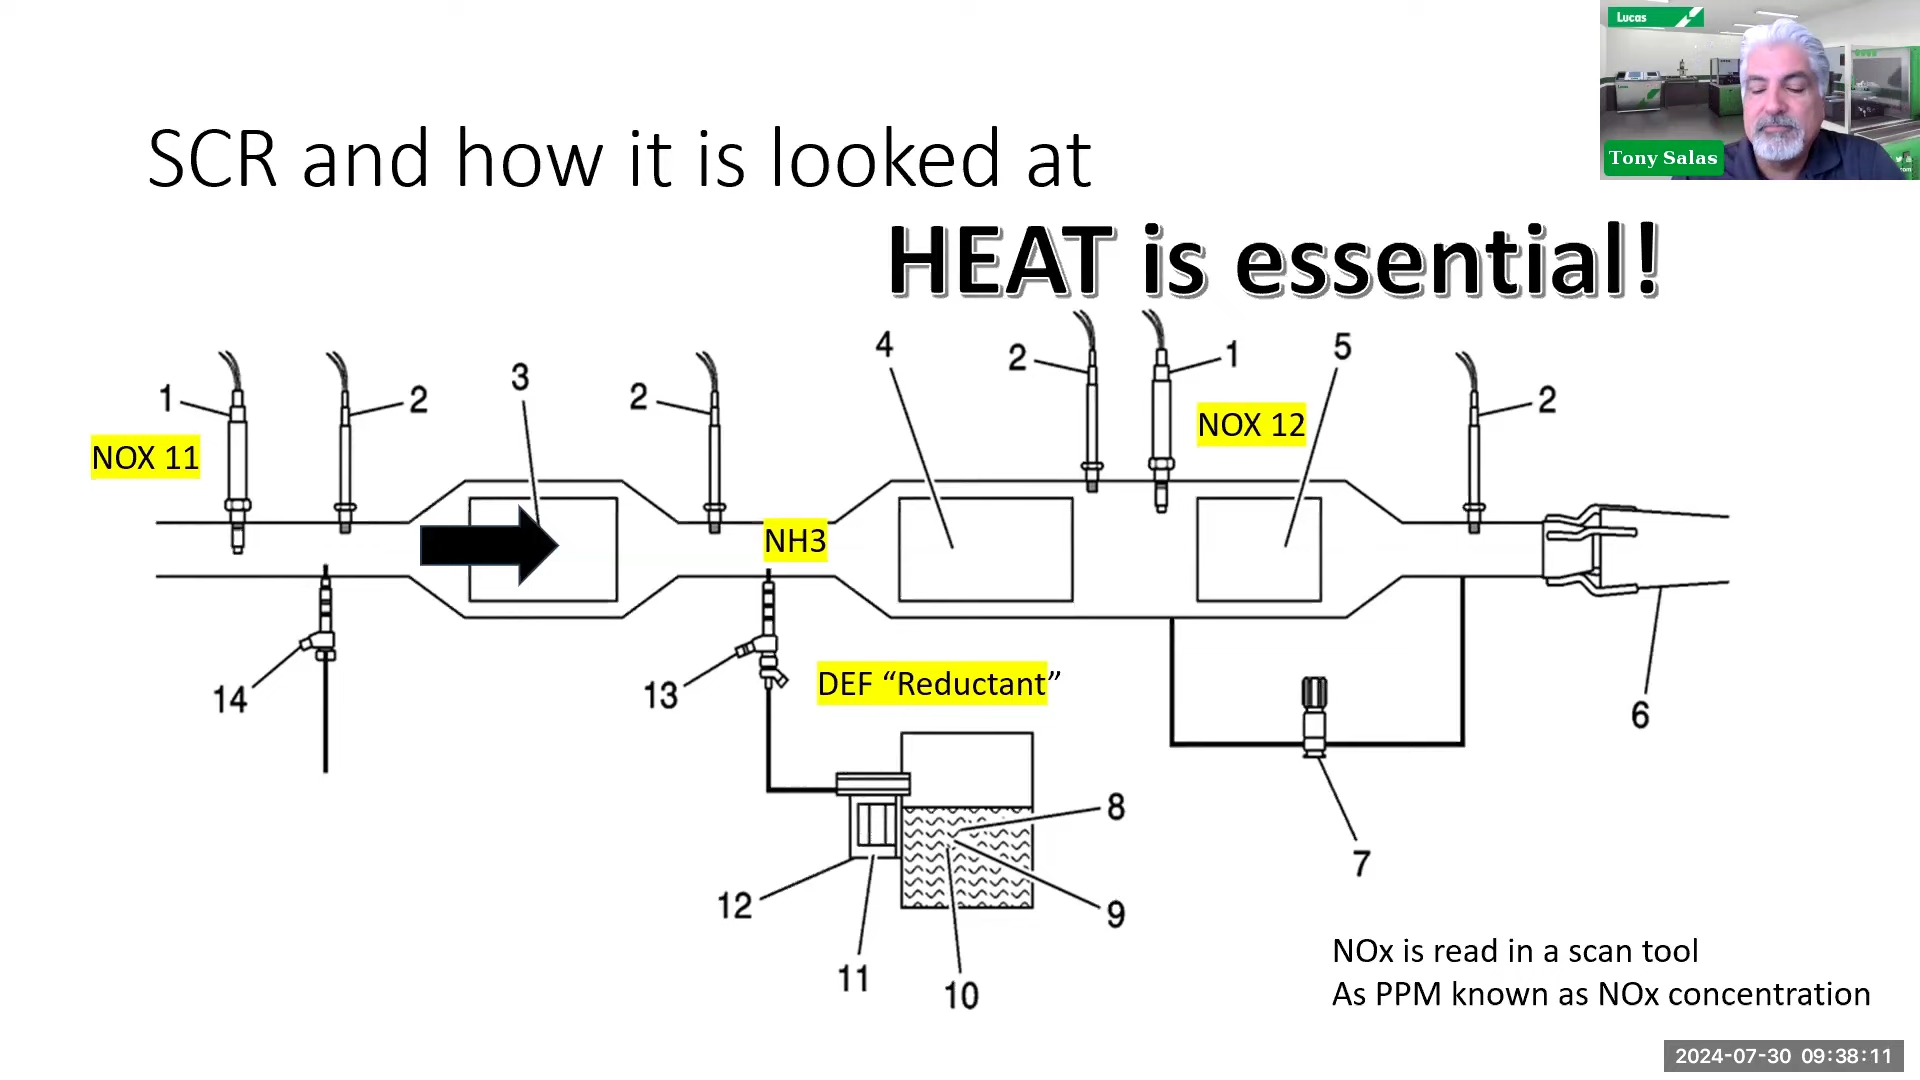 Lucas
Tony Salas
SCR and how it is looked at
HEAT is essential!
4
2
1
5
3
1
2
2
2
NOX 11
NOX 12
NH3
14
13
DEF “Reductant”
6
8
7
12
9
11
10
NOx is read in a scan tool
As PPM known as NOx concentration
2024-07-30 09:38:11